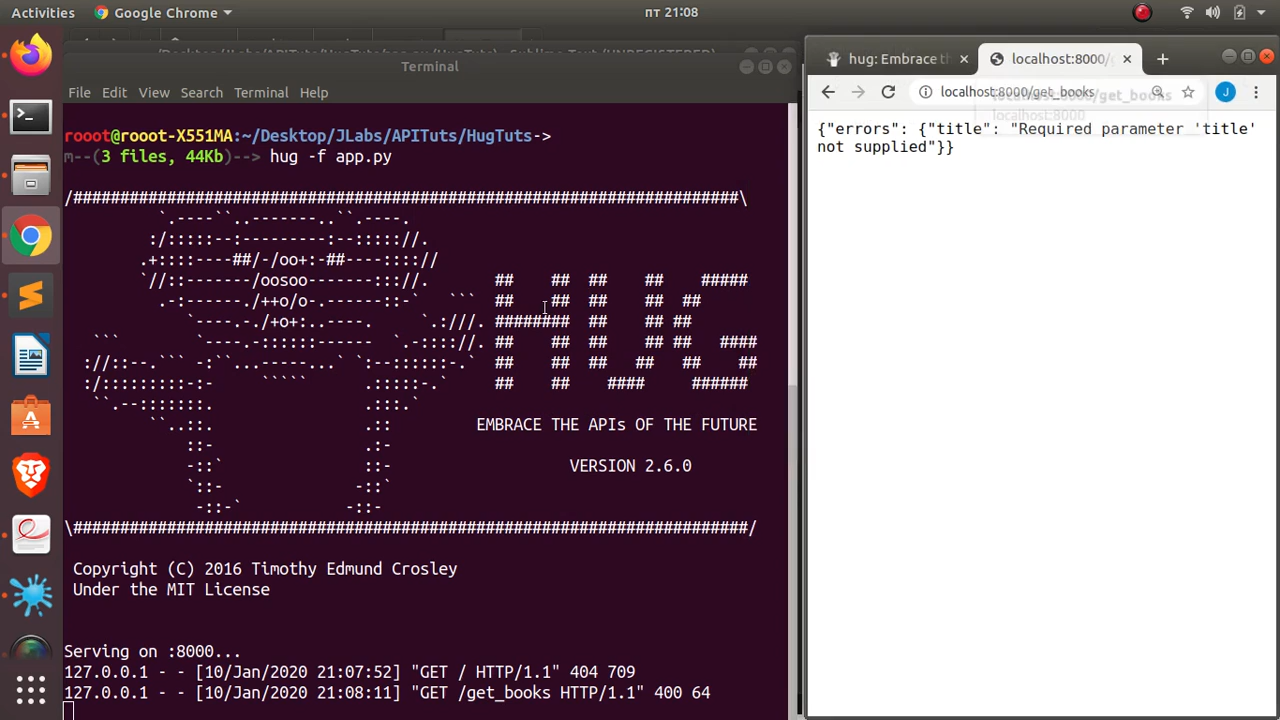 Activities Google Chrome пт 21:08
Terminal
File Edit View Search Terminal Help
rooot@rooot-X551MA:~/Desktop/JLabs/APITuts/HugTuts->
m--(3 files, 44Kb)--> hug -f app.py
EMBRACE THE APIs OF THE FUTURE
VERSION 2.6.0
Copyright (C) 2016 Timothy Edmund Crosley
Under the MIT License
Serving on :8000...
127.0.0.1 - - [10/Jan/2020 21:07:52] "GET / HTTP/1.1" 404 709
127.0.0.1 - - [10/Jan/2020 21:08:11] "GET /get_books HTTP/1.1" 400 64
hug: Embrace th localhost:8000/g
localhost:8000/get_books
J
localhost:8000/get_books
localhost:8000
{"errors": {"title": "Required parameter 'title'
not supplied"}}